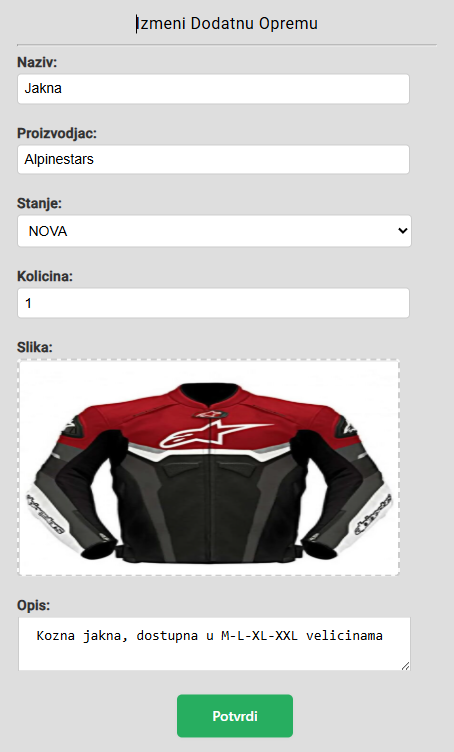 Izmeni Dodatnu Opremu
Naziv:
Jakna
Proizvodjac:
Alpinestars
Stanje:
NOVA
Kolicina:
1
Slika:
Opis:
Kozna jakna, dostupna u M-L-XL-XXL velicinama
Potvrdi